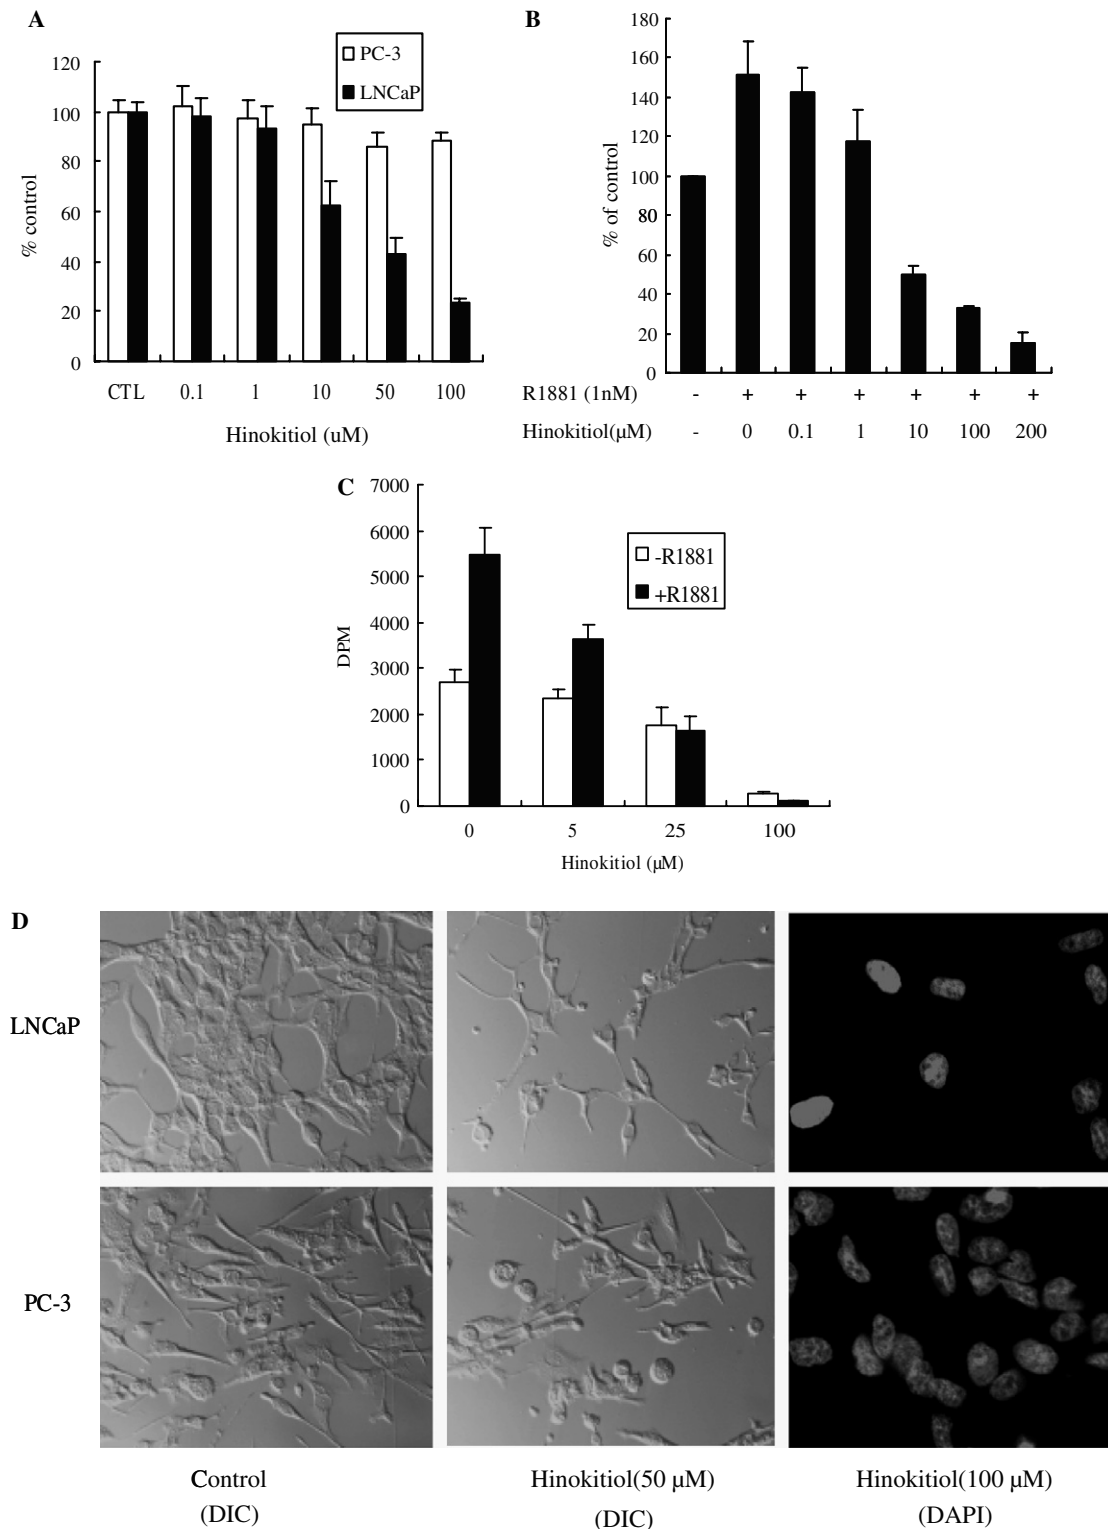 A
120
100
80
60
40
20
0
% control
PC-3
LNCaP
CTL 0.1 1 10 50 100
Hinokitiol (uM)
B
180
160
140
120
100
80
60
40
20
0
% of control
R1881 (1nM) - + + + + + +
Hinokitiol(µM) - 0 0.1 1 10 100 200
C
7000
6000
5000
4000
3000
2000
1000
0
DPM
-R1881
+R1881
0 5 25 100
Hinokitiol (µM)
D
LNCaP
PC-3
Control
(DIC)
Hinokitiol(50 µM)
(DIC)
Hinokitiol(100 µM)
(DAPI)